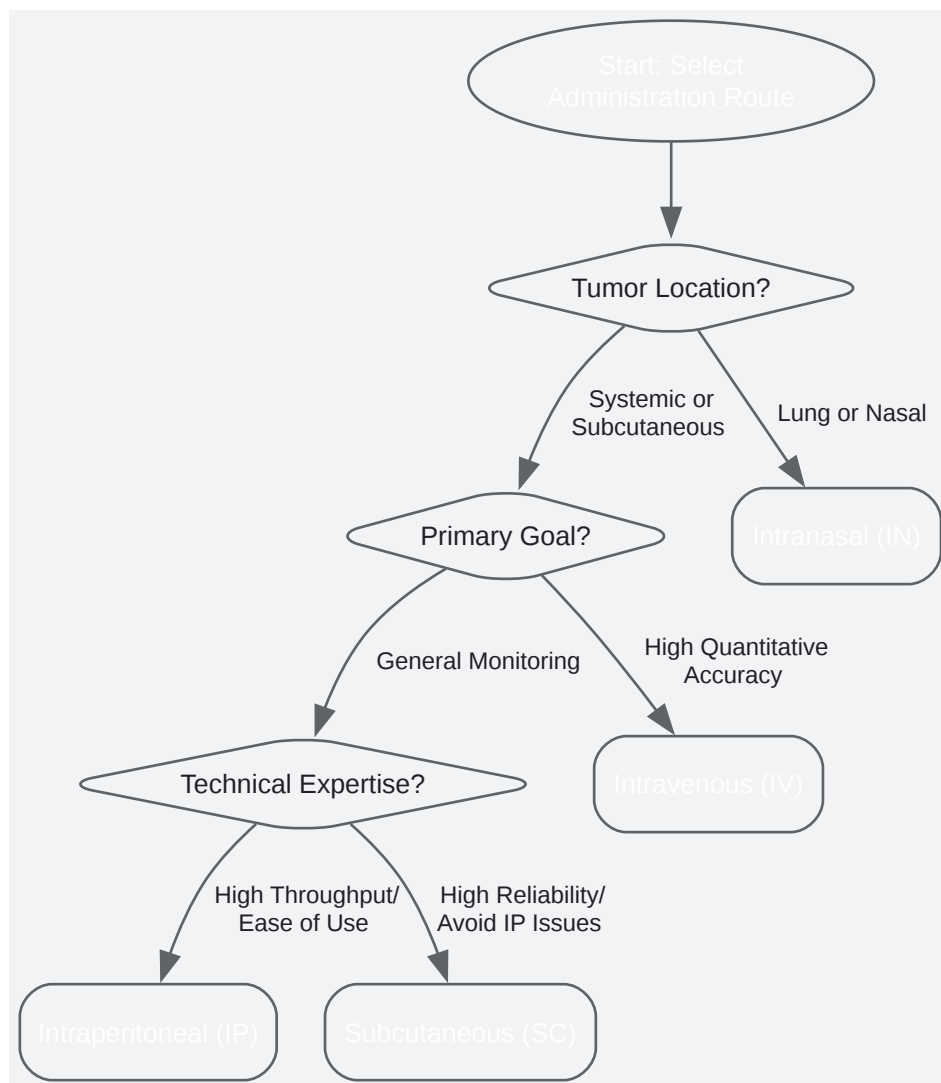 Start: Select
Administration Route
Tumor Location?
Systemic or
Subcutaneous
Lung or Nasal
Intranasal (IN)
Primary Goal?
General Monitoring
High Quantitative
Accuracy
Intravenous (IV)
Technical Expertise?
High Throughput/
Ease of Use
High Reliability/
Avoid IP Issues
Intraperitoneal (IP)
Subcutaneous (SC)